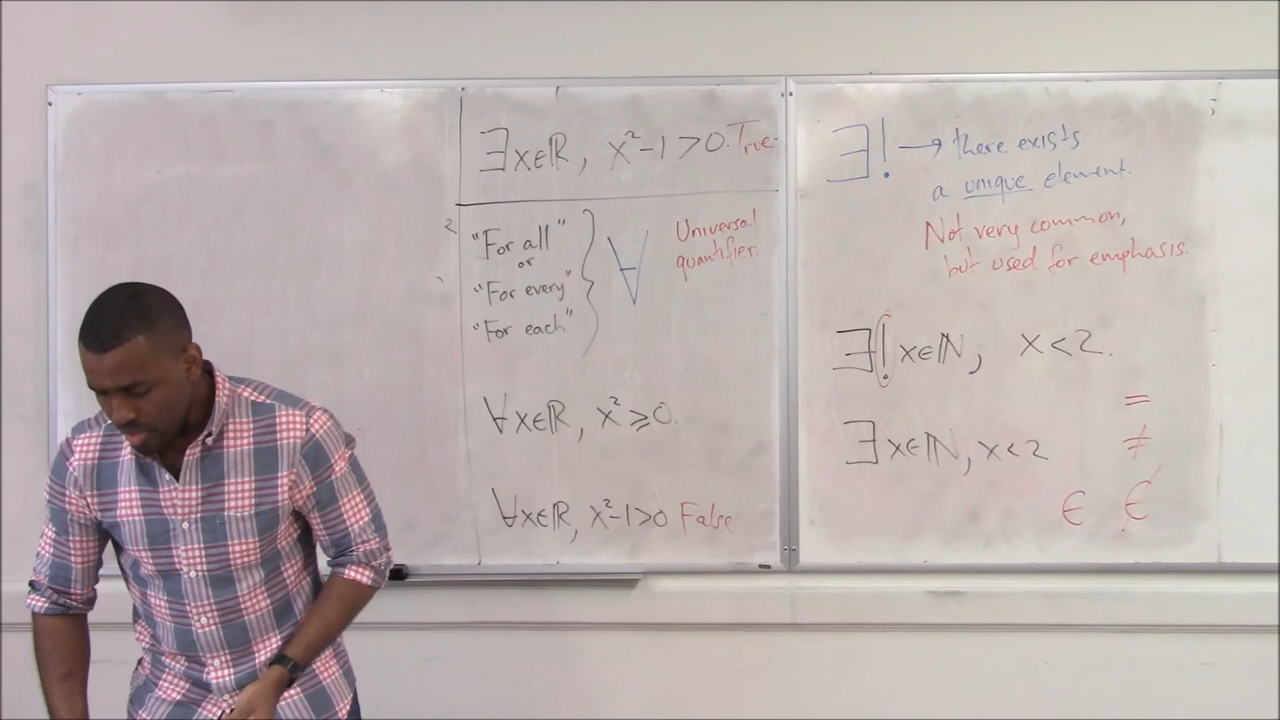 ∃x∈ℝ, x²-1>0. True.
"For all"
or
"For every"
"For each"
∀
Universal
quantifier.
∀x∈ℝ, x²≥0.
∀x∈ℝ, x²-1>0 False
∃! → there exists
a unique element.
Not very common,
but used for emphasis.
∃!x∈ℕ, x<2.
∃x∈ℕ, x<2
=
≠
∈ ∉